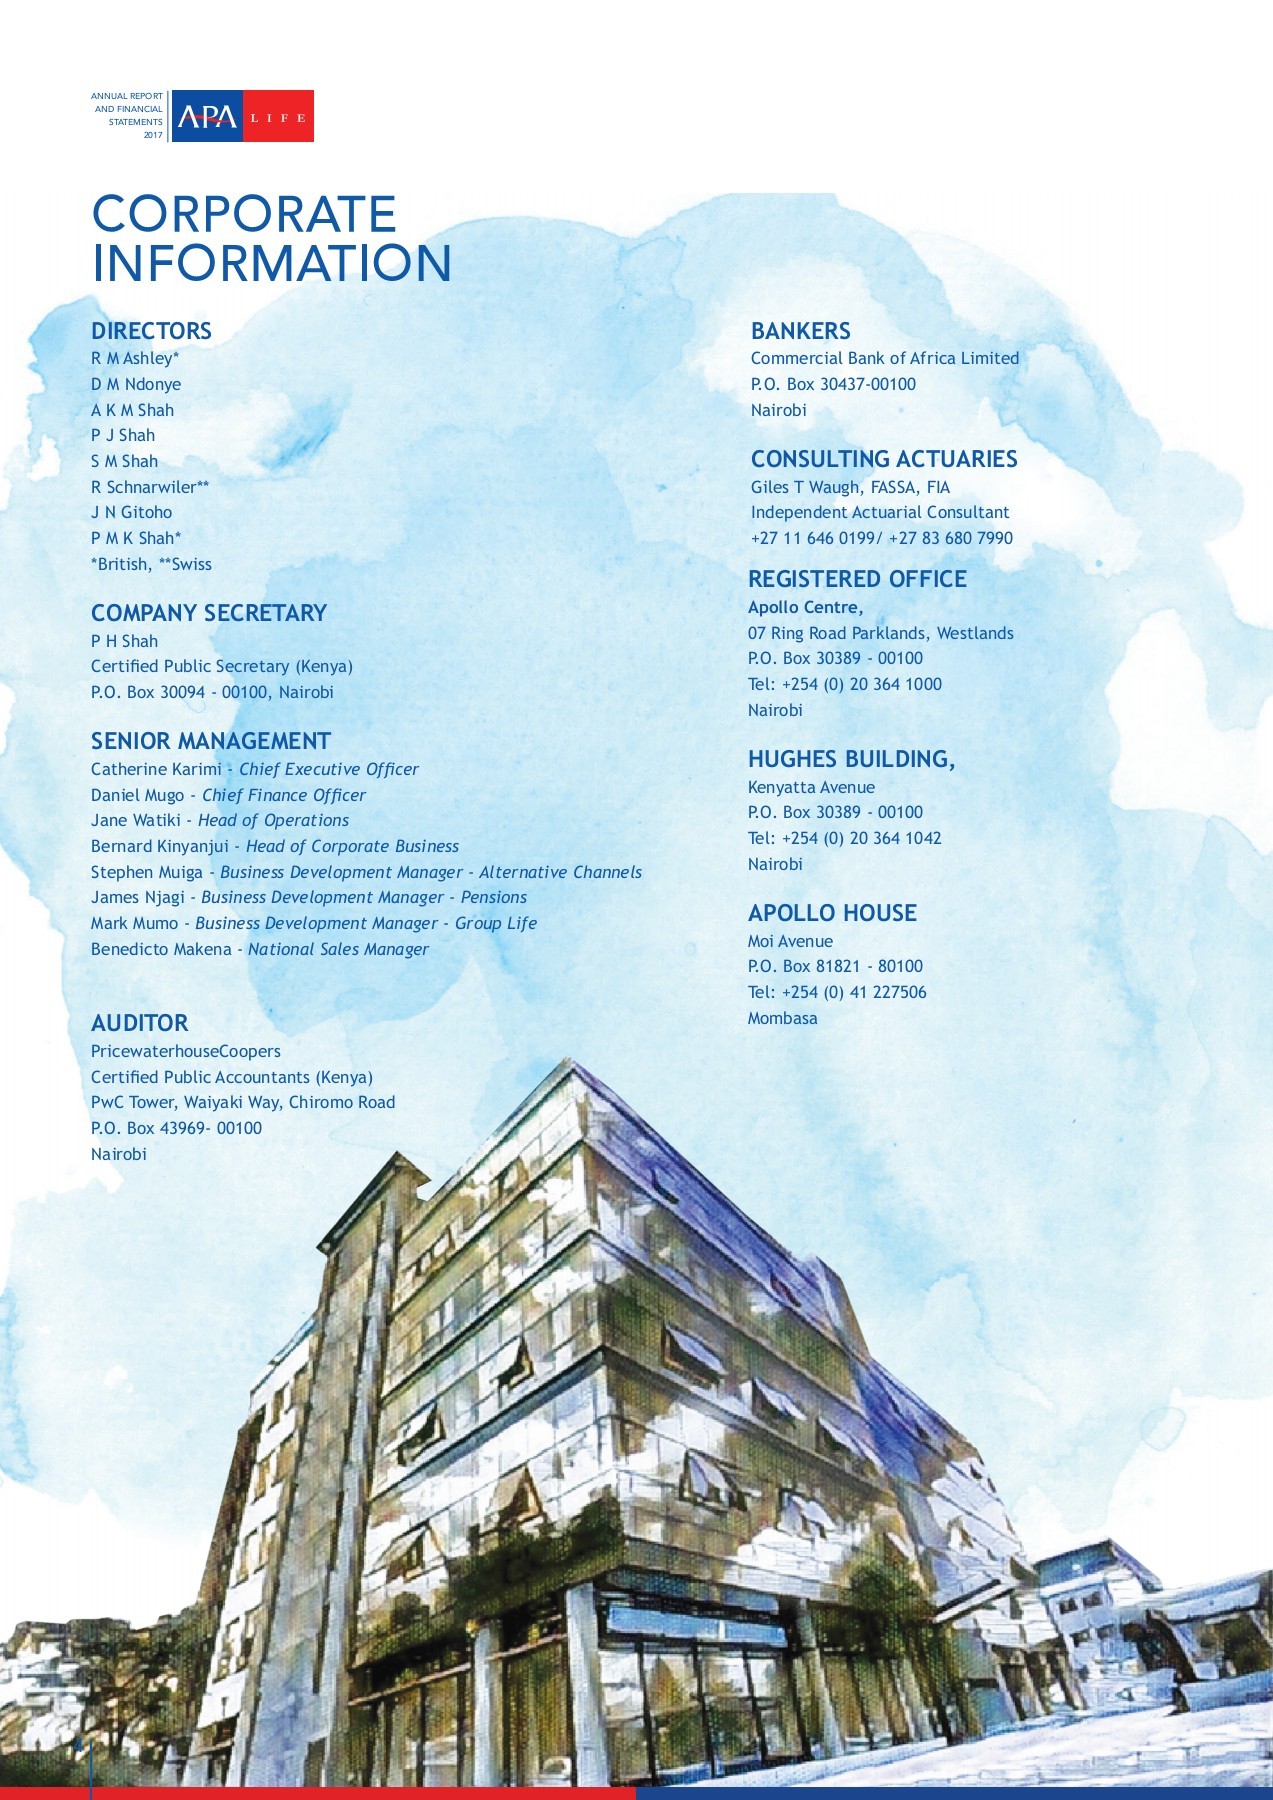 ANNUAL REPORT
AND FINANCIAL
STATEMENTS
2017
APA
LIFE
CORPORATE
INFORMATION
DIRECTORS
R M Ashley*
D M Ndonye
A K M Shah
P J Shah
S M Shah
R Schnarwiler**
J N Gitoho
P M K Shah*
*British, **Swiss
COMPANY SECRETARY
P H Shah
Certified Public Secretary (Kenya)
P.O. Box 30094 - 00100, Nairobi
SENIOR MANAGEMENT
Catherine Karimi - Chief Executive Officer
Daniel Mugo - Chief Finance Officer
Jane Watiki - Head of Operations
Bernard Kinyanjui - Head of Corporate Business
Stephen Muiga - Business Development Manager - Alternative Channels
James Njagi - Business Development Manager - Pensions
Mark Mumo - Business Development Manager - Group Life
Benedicto Makena - National Sales Manager
AUDITOR
PricewaterhouseCoopers
Certified Public Accountants (Kenya)
PwC Tower, Waiyaki Way, Chiromo Road
P.O. Box 43969- 00100
Nairobi
BANKERS
Commercial Bank of Africa Limited
P.O. Box 30437-00100
Nairobi
CONSULTING ACTUARIES
Giles T Waugh, FASSA, FIA
Independent Actuarial Consultant
+27 11 646 0199/ +27 83 680 7990
REGISTERED OFFICE
Apollo Centre,
07 Ring Road Parklands, Westlands
P.O. Box 30389 - 00100
Tel: +254 (0) 20 364 1000
Nairobi
HUGHES BUILDING,
Kenyatta Avenue
P.O. Box 30389 - 00100
Tel: +254 (0) 20 364 1042
Nairobi
APOLLO HOUSE
Moi Avenue
P.O. Box 81821 - 80100
Tel: +254 (0) 41 227506
Mombasa